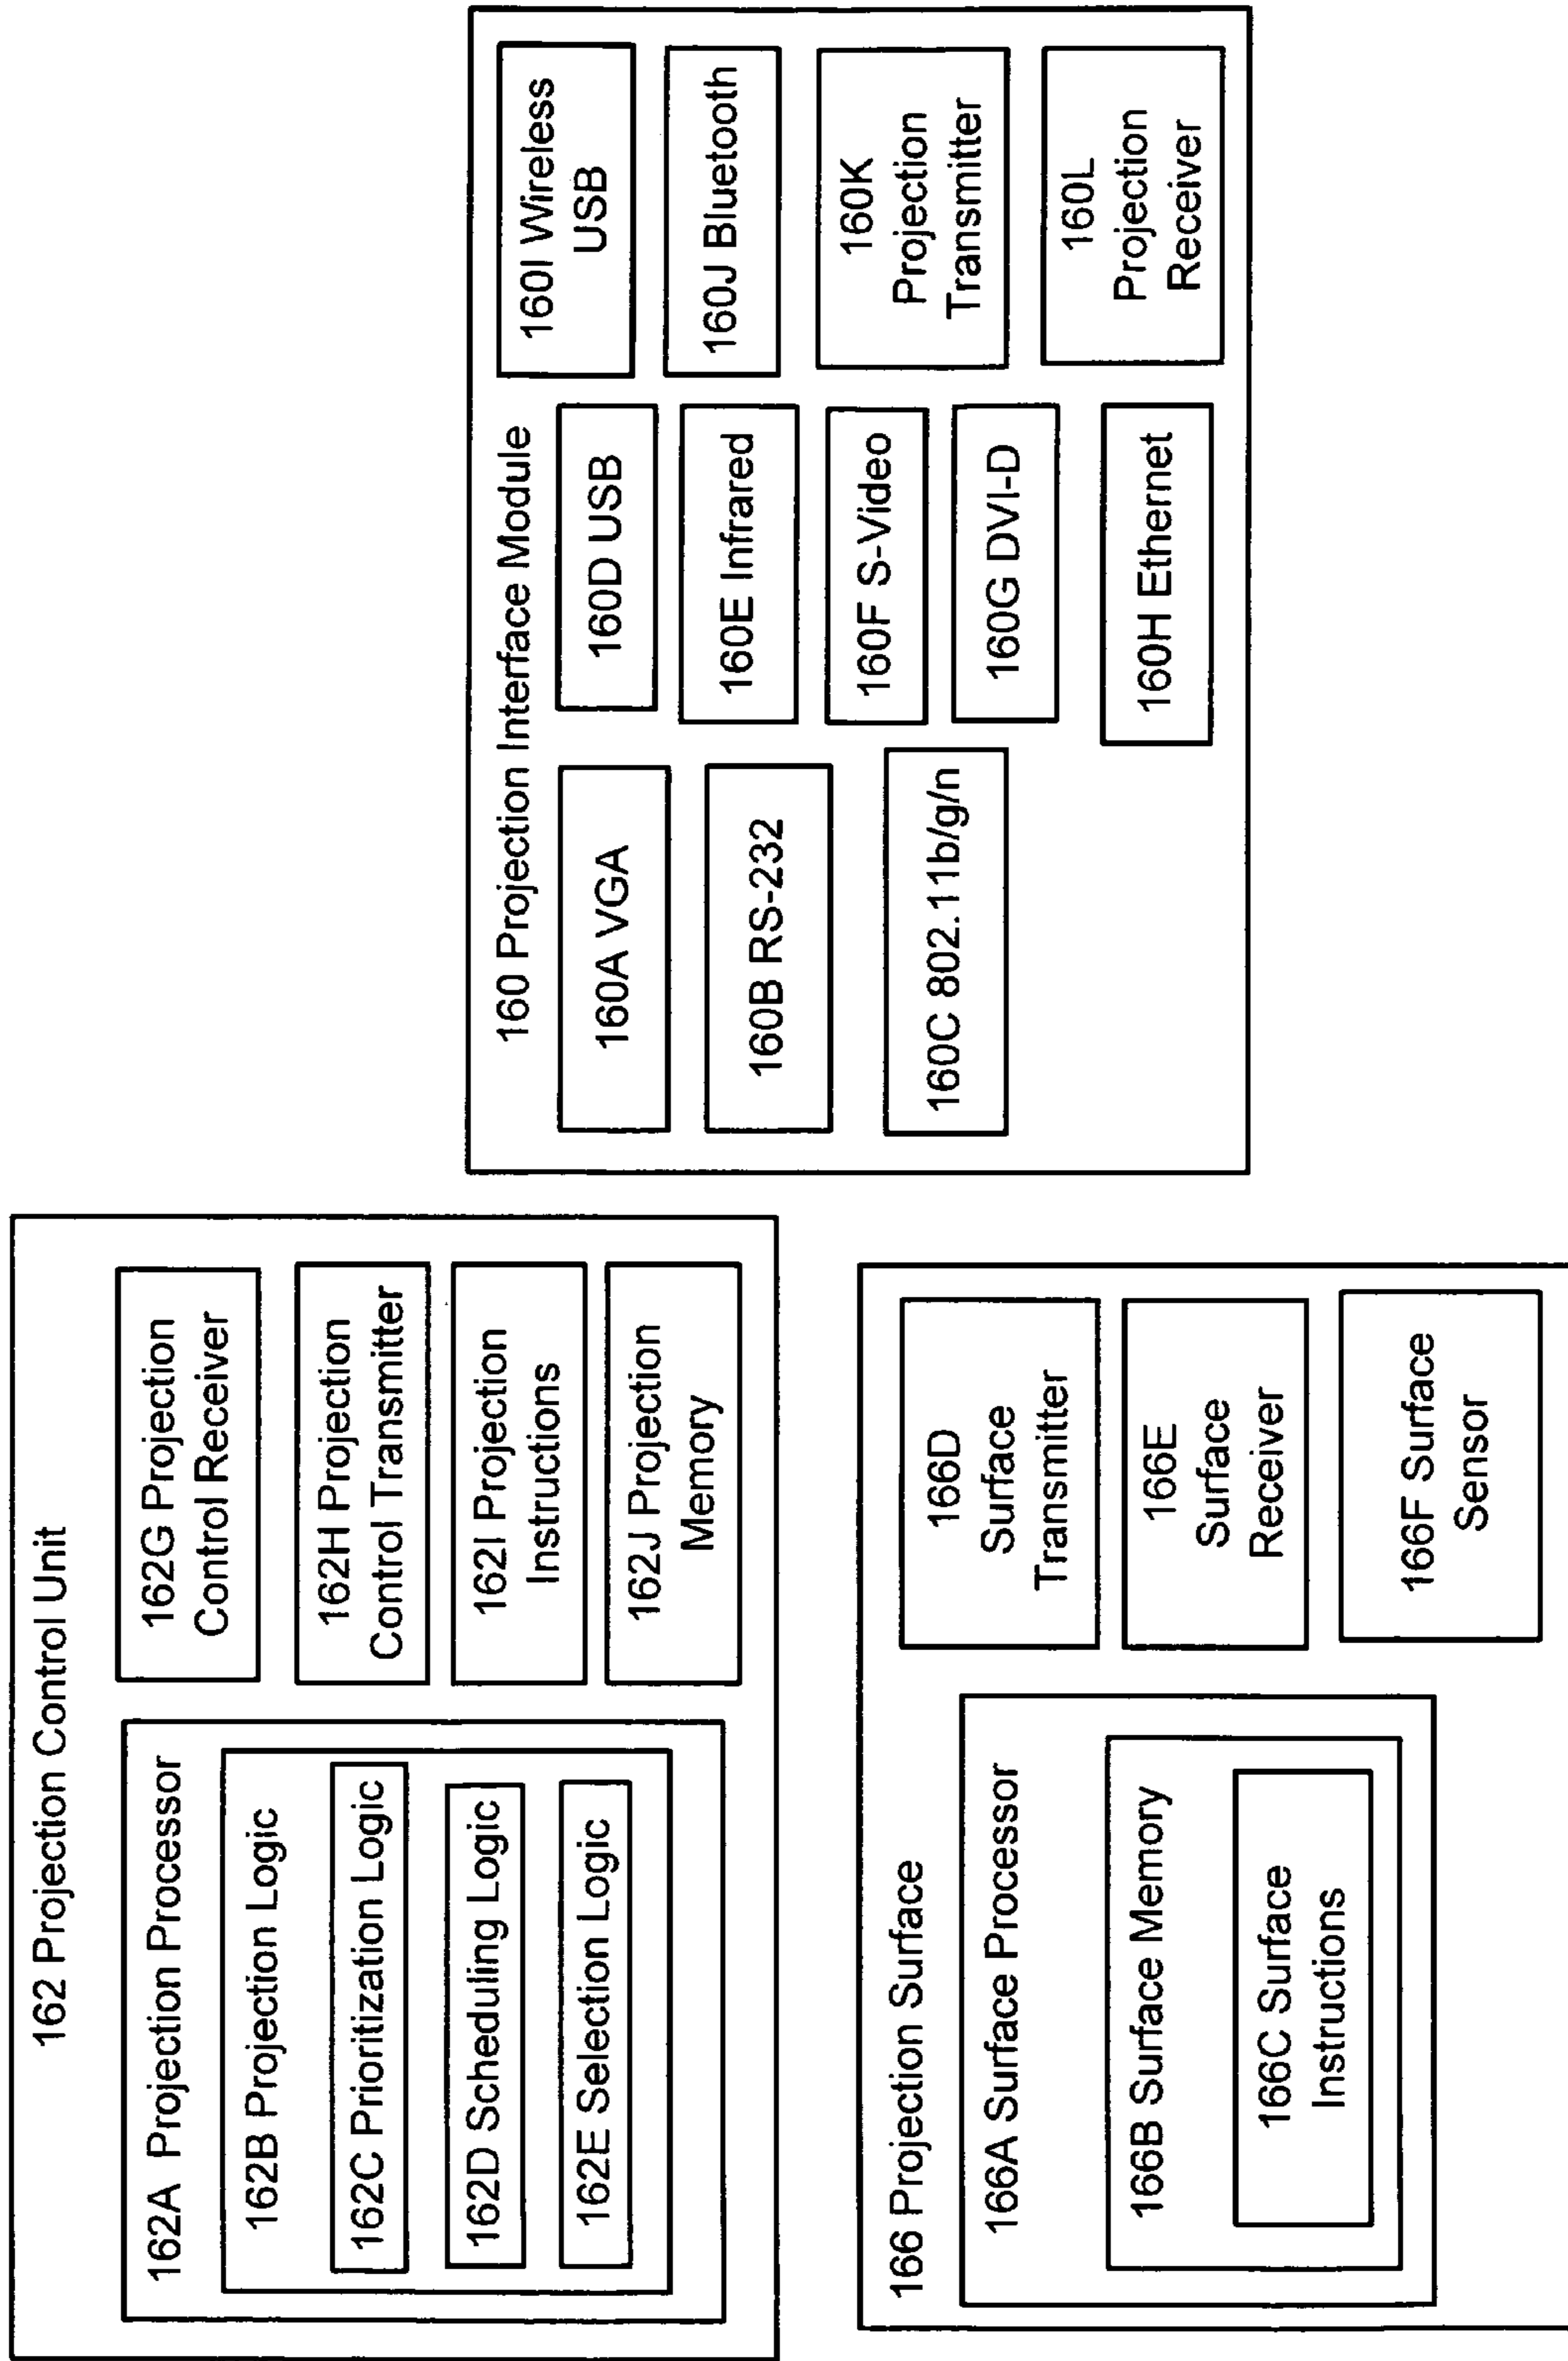 162 Projection Control Unit
162A Projection Processor
162B Projection Logic
162C Prioritization Logic
162D Scheduling Logic
162E Selection Logic
162G Projection
Control Receiver
162H Projection
Control Transmitter
162I Projection
Instructions
162J Projection
Memory
166 Projection Surface
166A Surface Processor
166B Surface Memory
166C Surface
Instructions
166D
Surface
Transmitter
166E
Surface
Receiver
166F Surface
Sensor
160 Projection Interface Module
160A VGA
160B RS-232
160C 802.11b/g/n
160D USB
160E Infrared
160F S-Video
160G DVI-D
160H Ethernet
160I Wireless
USB
160J Bluetooth
160K
Projection
Transmitter
160L
Projection
Receiver